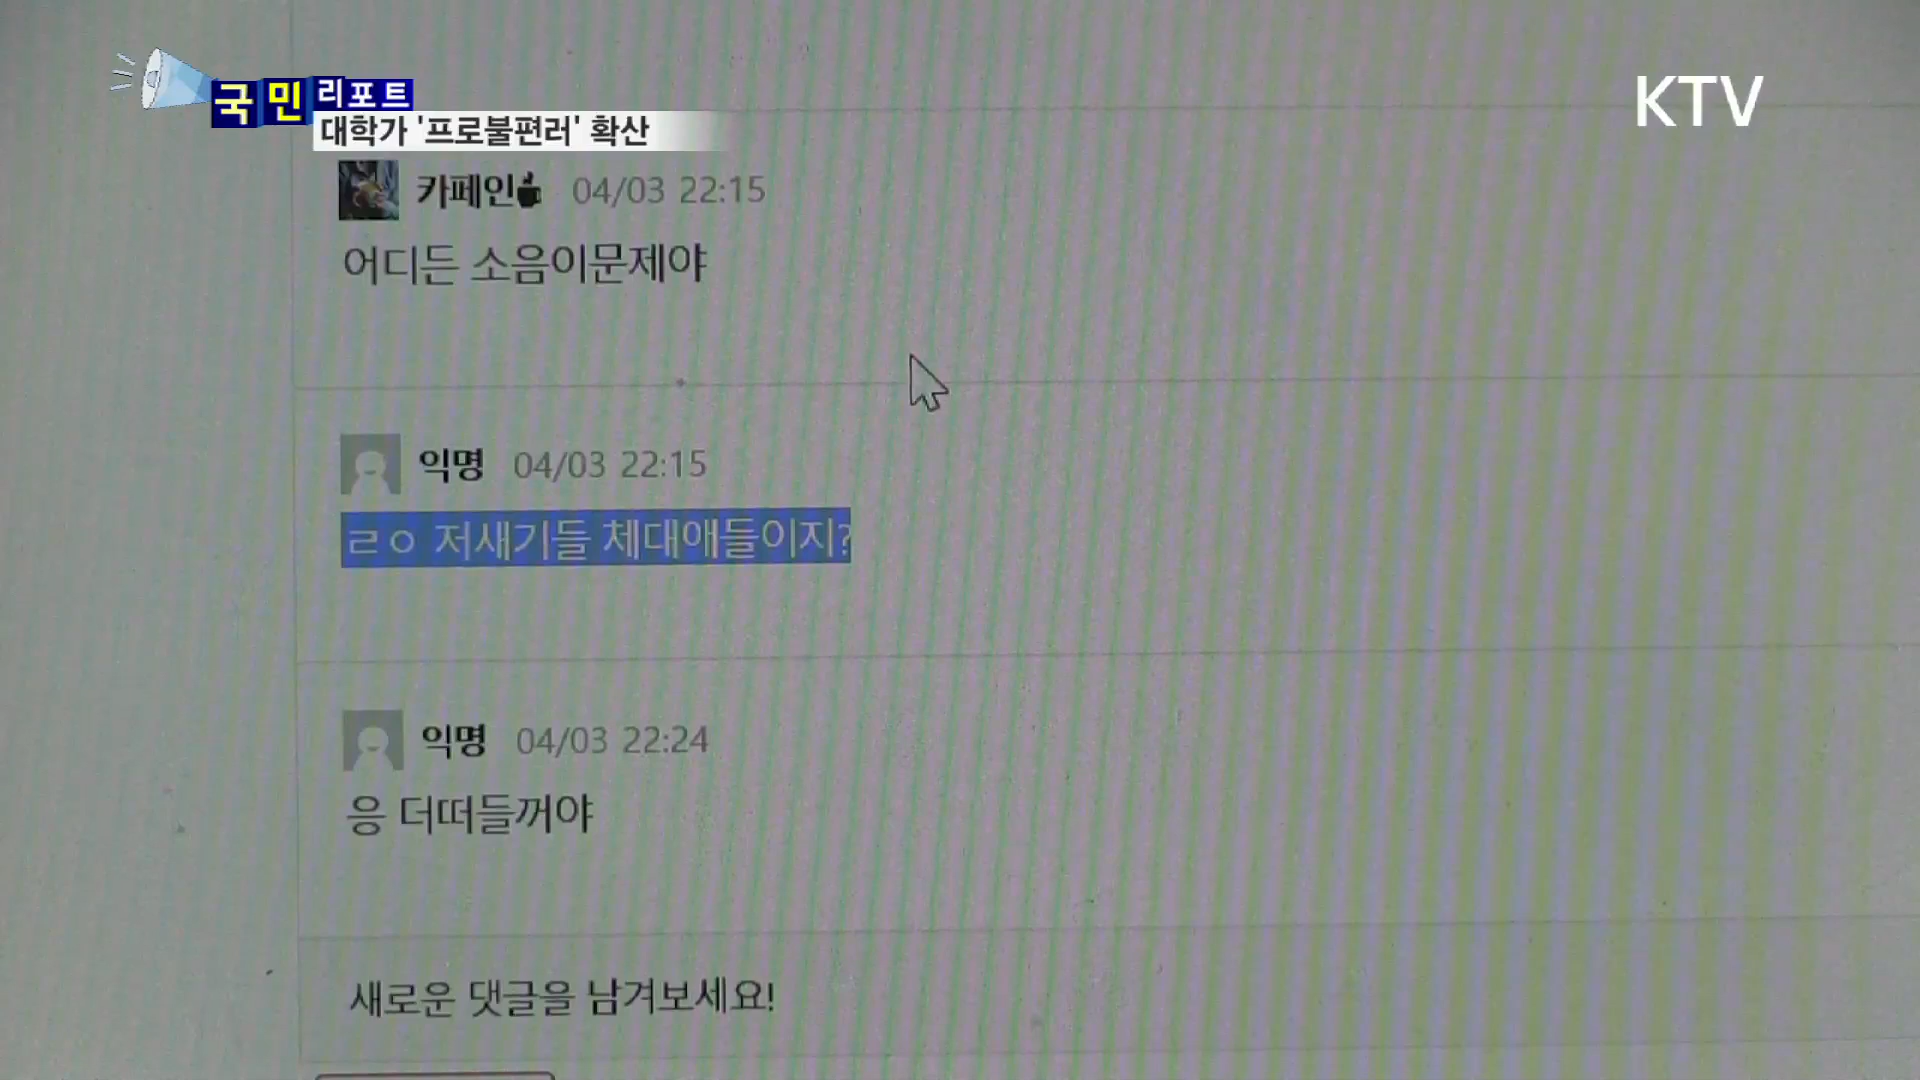 국민 리포트
KTV
대학가 '프로불편러' 확산
카페인 04/03 22:15
어디든 소음이문제야
익명 04/03 22:15
ㄹㅇ 저새기들 체대애들이지?
익명 04/03 22:24
응 더떠들꺼야
새로운 댓글을 남겨보세요!